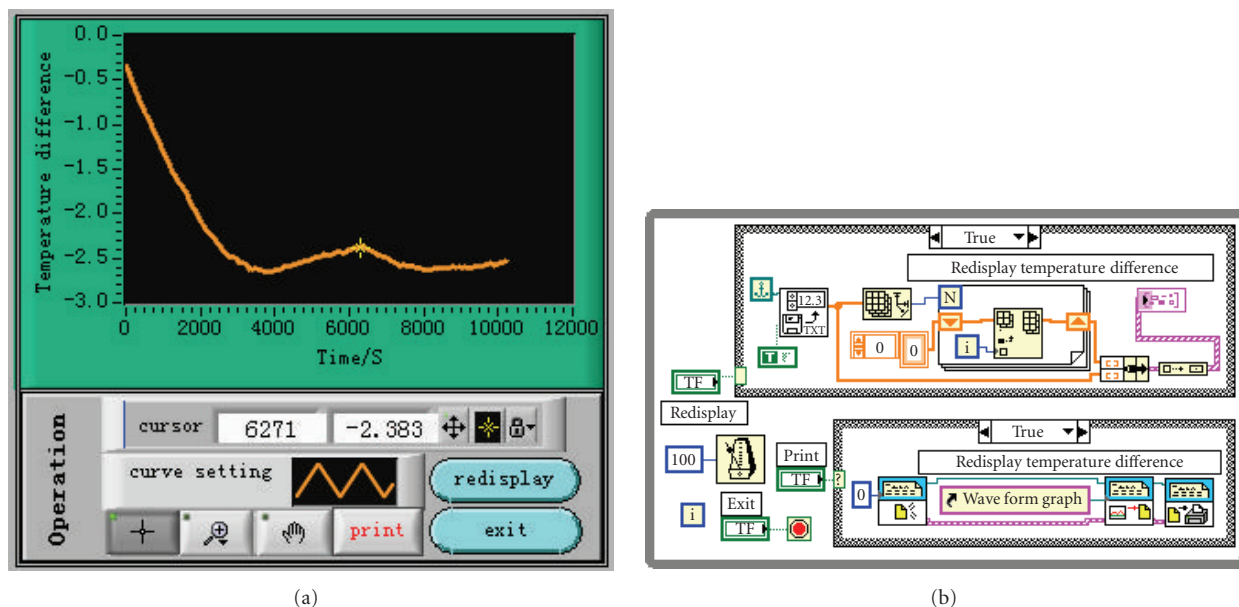 0.0
-0.5
-1.0
-1.5
-2.0
-2.5
-3.0
Temperature difference
0 2000 4000 6000 8000 10000 12000
Time/S
Operation
cursor 6271 -2.383
curve setting
redisplay
print
exit
(a)
True
Redisplay temperature difference
12.3
TXT
N
0 0
i
T
TF
Redisplay
100
i
Print
TF
Exit
TF
True
?
Redisplay temperature difference
0
Wave form graph
(b)